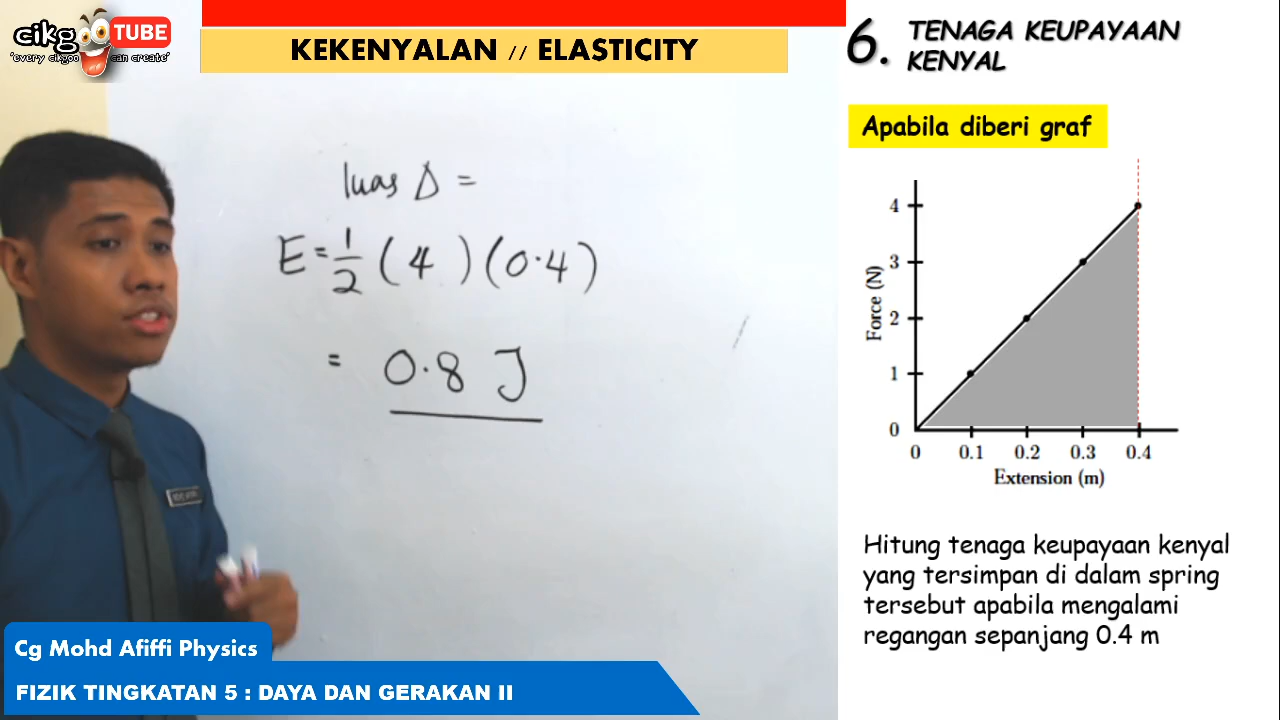 cikgoo TUBE
'every cikgoo can create'
KEKENYALAN // ELASTICITY
luas Δ =
E = 1/2 (4) (0.4)
= 0.8 J
Cg Mohd Afiffi Physics
FIZIK TINGKATAN 5 : DAYA DAN GERAKAN II
6. TENAGA KEUPAYAAN
KENYAL
Apabila diberi graf
4
3
2
1
0
Force (N)
0 0.1 0.2 0.3 0.4
Extension (m)
Hitung tenaga keupayaan kenyal
yang tersimpan di dalam spring
tersebut apabila mengalami
regangan sepanjang 0.4 m